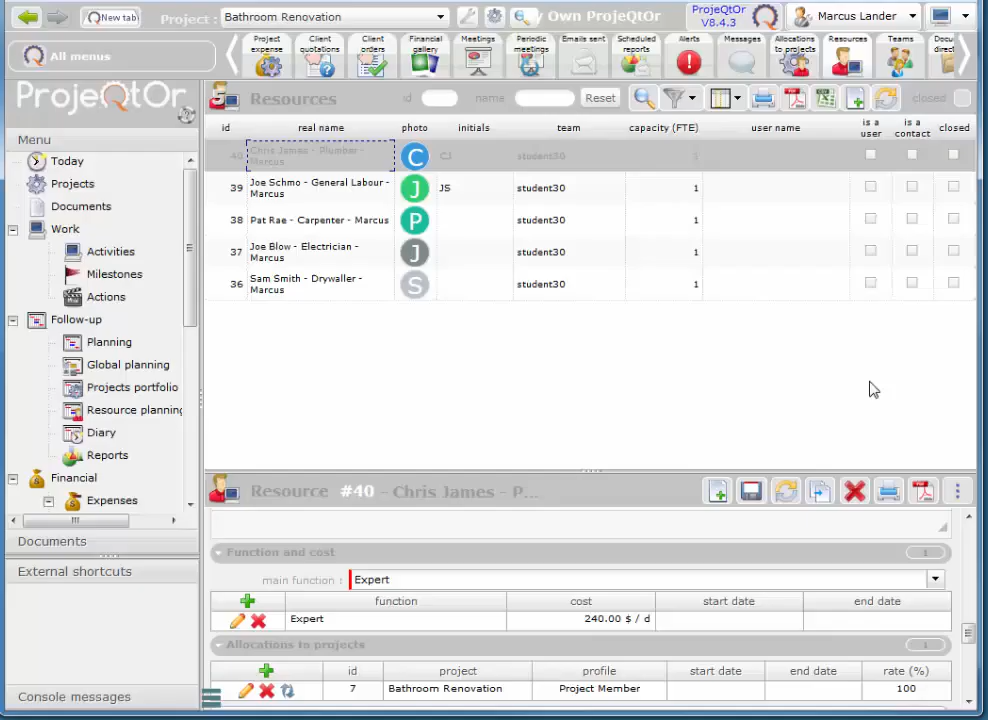 New tab
Project :
Bathroom Renovation
y Own ProjeQtOr
ProjeQtOr
V8.4.3
Marcus Lander
All menus
Project
expense
Client
quotations
Client
orders
Financial
gallery
Meetings
Periodic
meetings
Emails sent
Scheduled
reports
Alerts
Messages
Allocations
to projects
Resources
Teams
Docu
direct
ProjeQtOr
Resources
id
name
Reset
closed
Menu
Today
Projects
Documents
Work
Activities
Milestones
Actions
Follow-up
Planning
Global planning
Projects portfolio
Resource planning
Diary
Reports
Financial
Expenses
Documents
External shortcuts
Console messages
id real name photo initials team capacity (FTE) user name is a user is a contact closed
40 Chris James - Plumber - Marcus C CJ student30 1
39 Joe Schmo - General Labour - Marcus J JS student30 1
38 Pat Rae - Carpenter - Marcus P student30 1
37 Joe Blow - Electrician - Marcus J student30 1
36 Sam Smith - Drywaller - Marcus S student30 1
Resource #40 - Chris James - P...
Function and cost 1
main function : Expert
function cost start date end date
Expert 240.00 $ / d
Allocations to projects 1
id project profile start date end date rate (%)
7 Bathroom Renovation Project Member 100